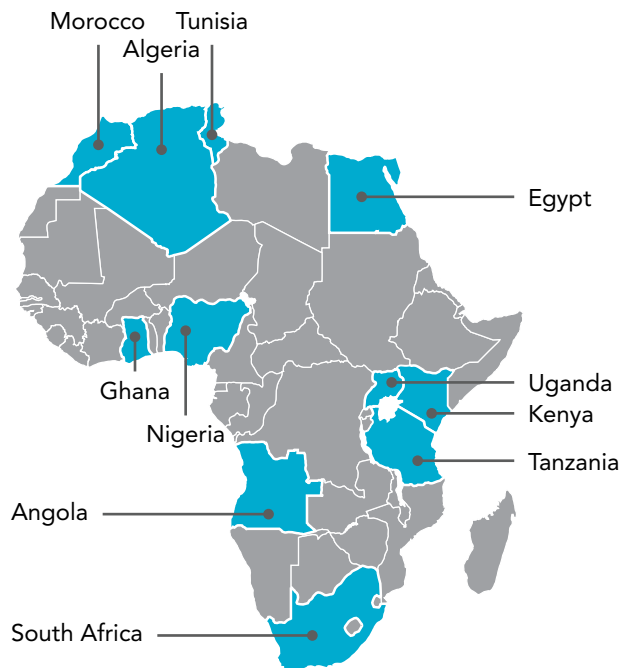 Morocco
Tunisia
Algeria
Egypt
Ghana
Uganda
Kenya
Nigeria
Tanzania
Angola
South Africa